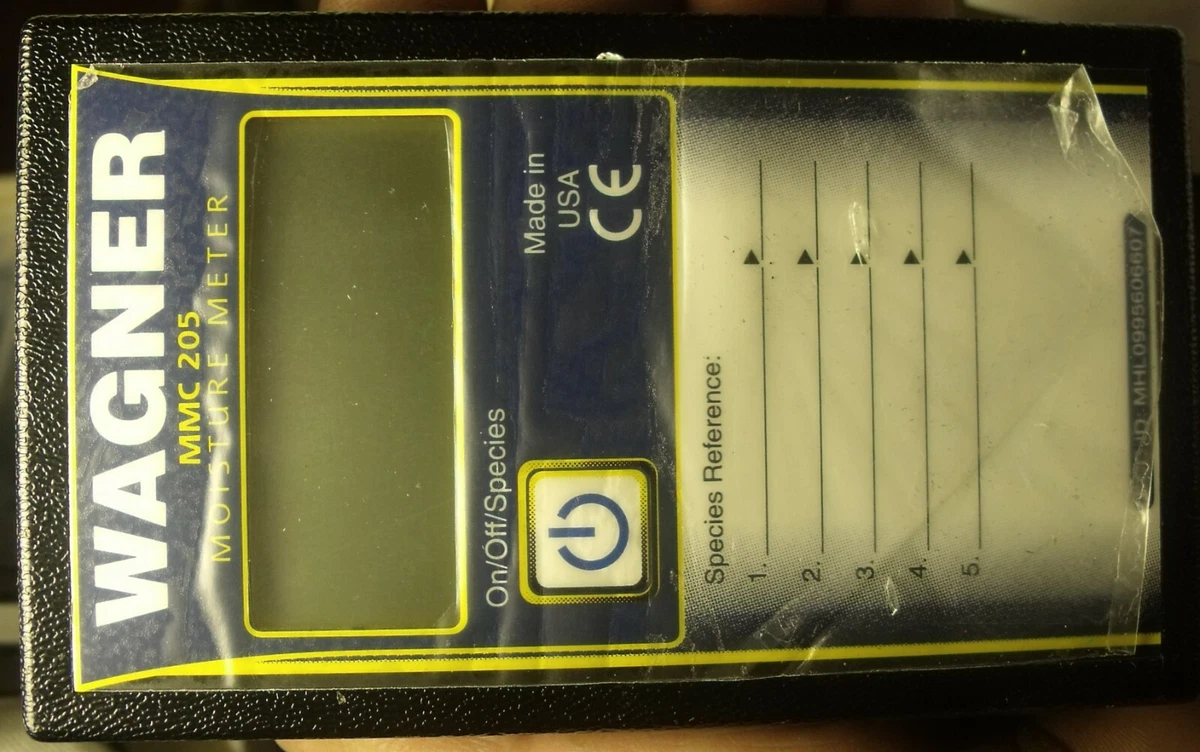 WAGNER
MMC 205
MOISTURE METER
On/Off/Species
Made in
USA
CE
Species Reference:
1.
2.
3.
4.
5.
MHL0995606607